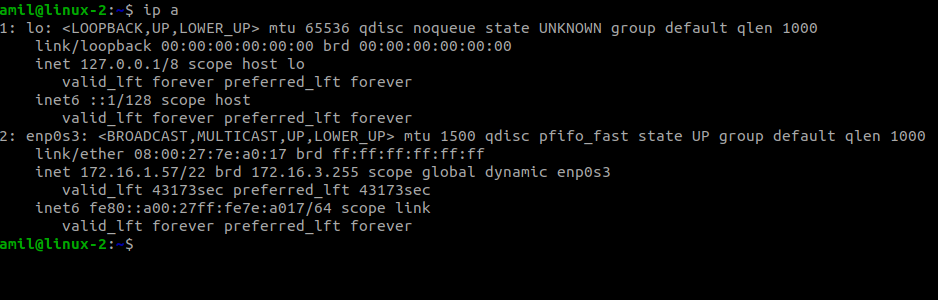 amil@linux-2:~$ ip a
1: lo: <LOOPBACK,UP,LOWER_UP> mtu 65536 qdisc noqueue state UNKNOWN group default qlen 1000
    link/loopback 00:00:00:00:00:00 brd 00:00:00:00:00:00
    inet 127.0.0.1/8 scope host lo
       valid_lft forever preferred_lft forever
    inet6 ::1/128 scope host
       valid_lft forever preferred_lft forever
2: enp0s3: <BROADCAST,MULTICAST,UP,LOWER_UP> mtu 1500 qdisc pfifo_fast state UP group default qlen 1000
    link/ether 08:00:27:7e:a0:17 brd ff:ff:ff:ff:ff:ff
    inet 172.16.1.57/22 brd 172.16.3.255 scope global dynamic enp0s3
       valid_lft 43173sec preferred_lft 43173sec
    inet6 fe80::a00:27ff:fe7e:a017/64 scope link
       valid_lft forever preferred_lft forever
amil@linux-2:~$